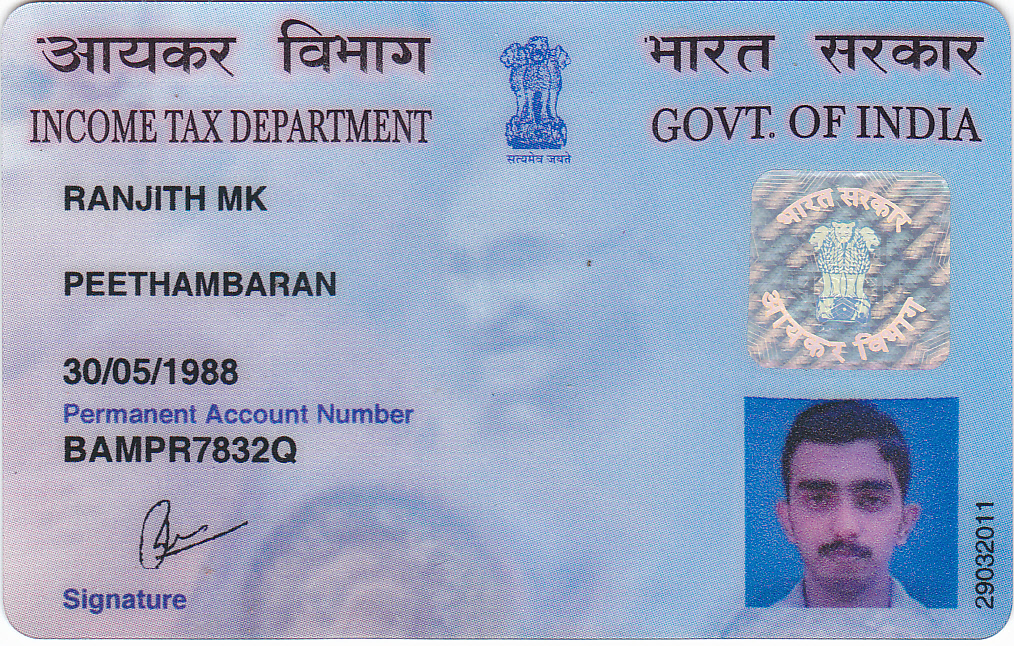 आयकर विभाग
INCOME TAX DEPARTMENT
सत्यमेव जयते
भारत सरकार
GOVT. OF INDIA
RANJITH MK
PEETHAMBARAN
30/05/1988
Permanent Account Number
BAMPR7832Q
Signature
भारत सरकार
आयकर विभाग
29032011